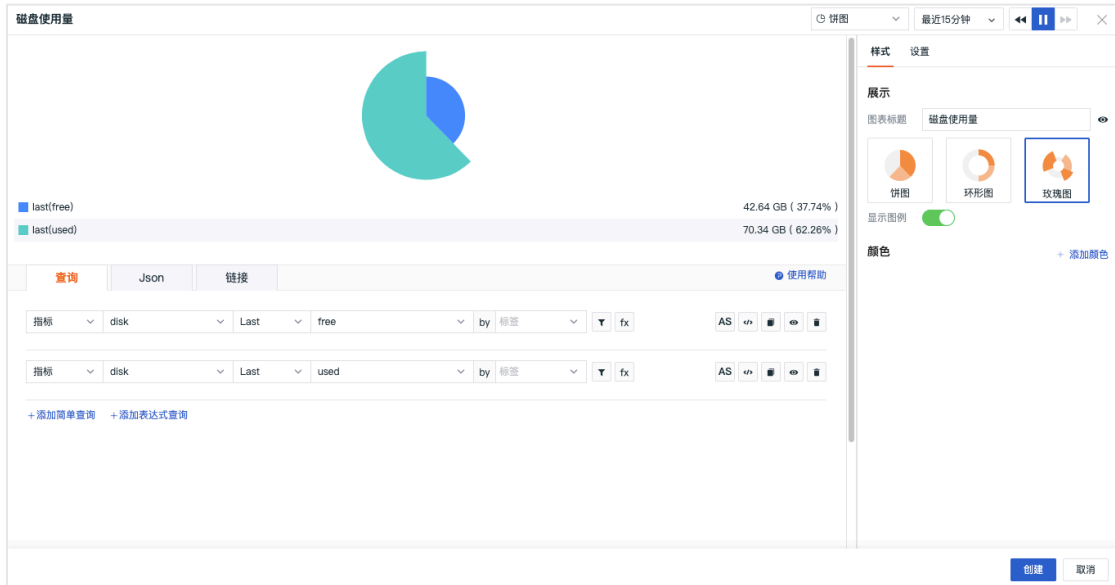 磁盘使用量 饼图 最近15分钟
样式 设置
展示
图表标题 磁盘使用量
饼图 环形图 玫瑰图
last(free) 42.64 GB ( 37.74% )
显示图例
last(used) 70.34 GB ( 62.26% )
颜色 + 添加颜色
查询 Json 链接 使用帮助
指标 disk Last free by 标签 fx AS </>
指标 disk Last used by 标签 fx AS </>
+添加简单查询 +添加表达式查询
创建 取消